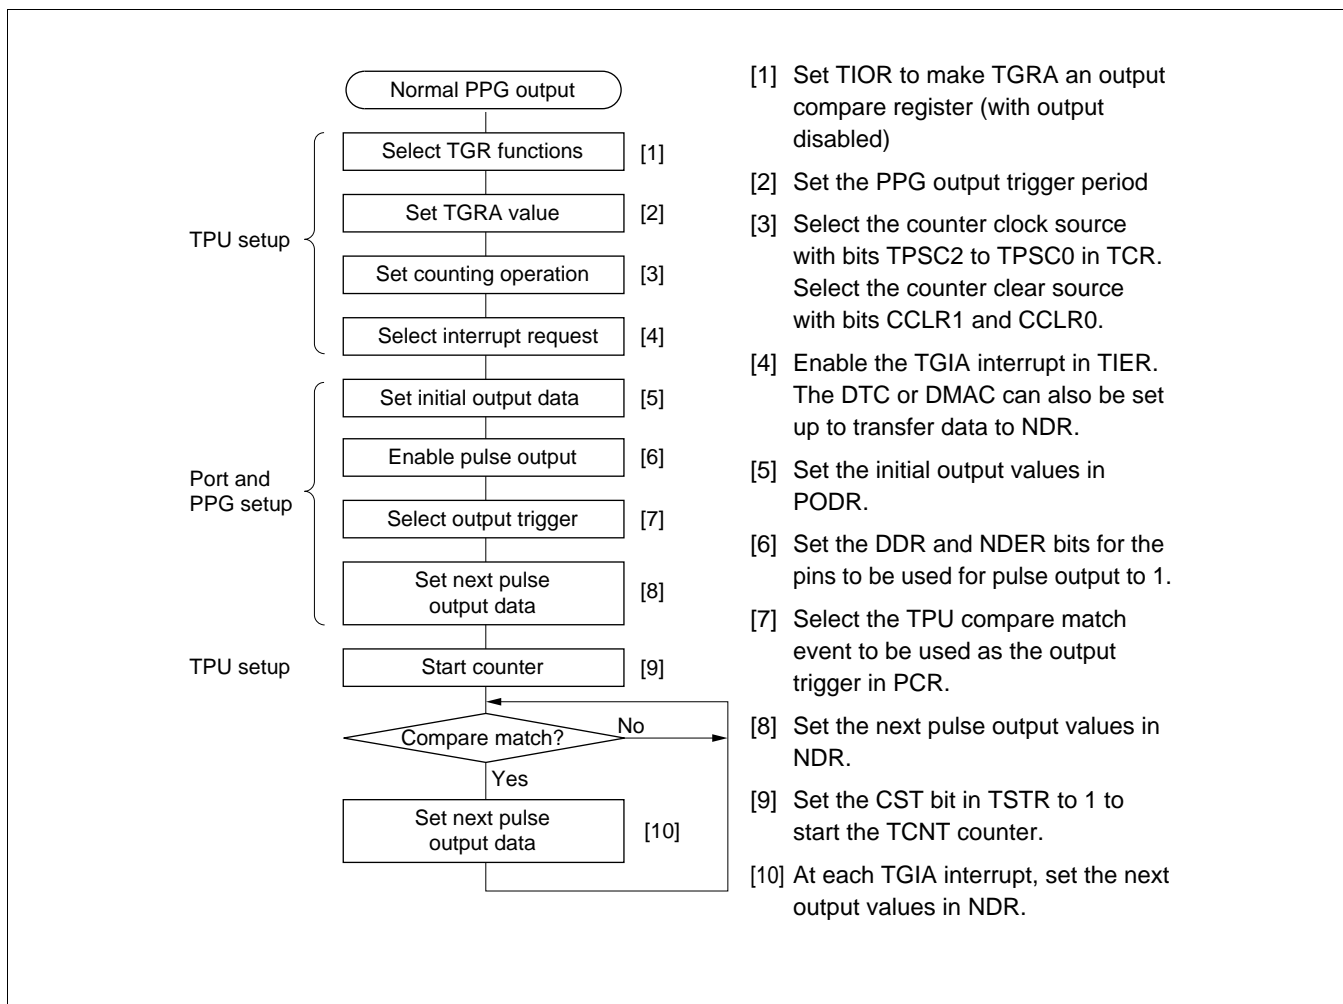 Normal PPG output
Select TGR functions [1]
Set TGRA value [2]
TPU setup
Set counting operation [3]
Select interrupt request [4]
Set initial output data [5]
Enable pulse output [6]
Port and
PPG setup
Select output trigger [7]
Set next pulse
output data
[8]
TPU setup
Start counter [9]
Compare match?
No
Yes
Set next pulse
output data
[10]
[1] Set TIOR to make TGRA an output
compare register (with output
disabled)
[2] Set the PPG output trigger period
[3] Select the counter clock source
with bits TPSC2 to TPSC0 in TCR.
Select the counter clear source
with bits CCLR1 and CCLR0.
[4] Enable the TGIA interrupt in TIER.
The DTC or DMAC can also be set
up to transfer data to NDR.
[5] Set the initial output values in
PODR.
[6] Set the DDR and NDER bits for the
pins to be used for pulse output to 1.
[7] Select the TPU compare match
event to be used as the output
trigger in PCR.
[8] Set the next pulse output values in
NDR.
[9] Set the CST bit in TSTR to 1 to
start the TCNT counter.
[10] At each TGIA interrupt, set the next
output values in NDR.